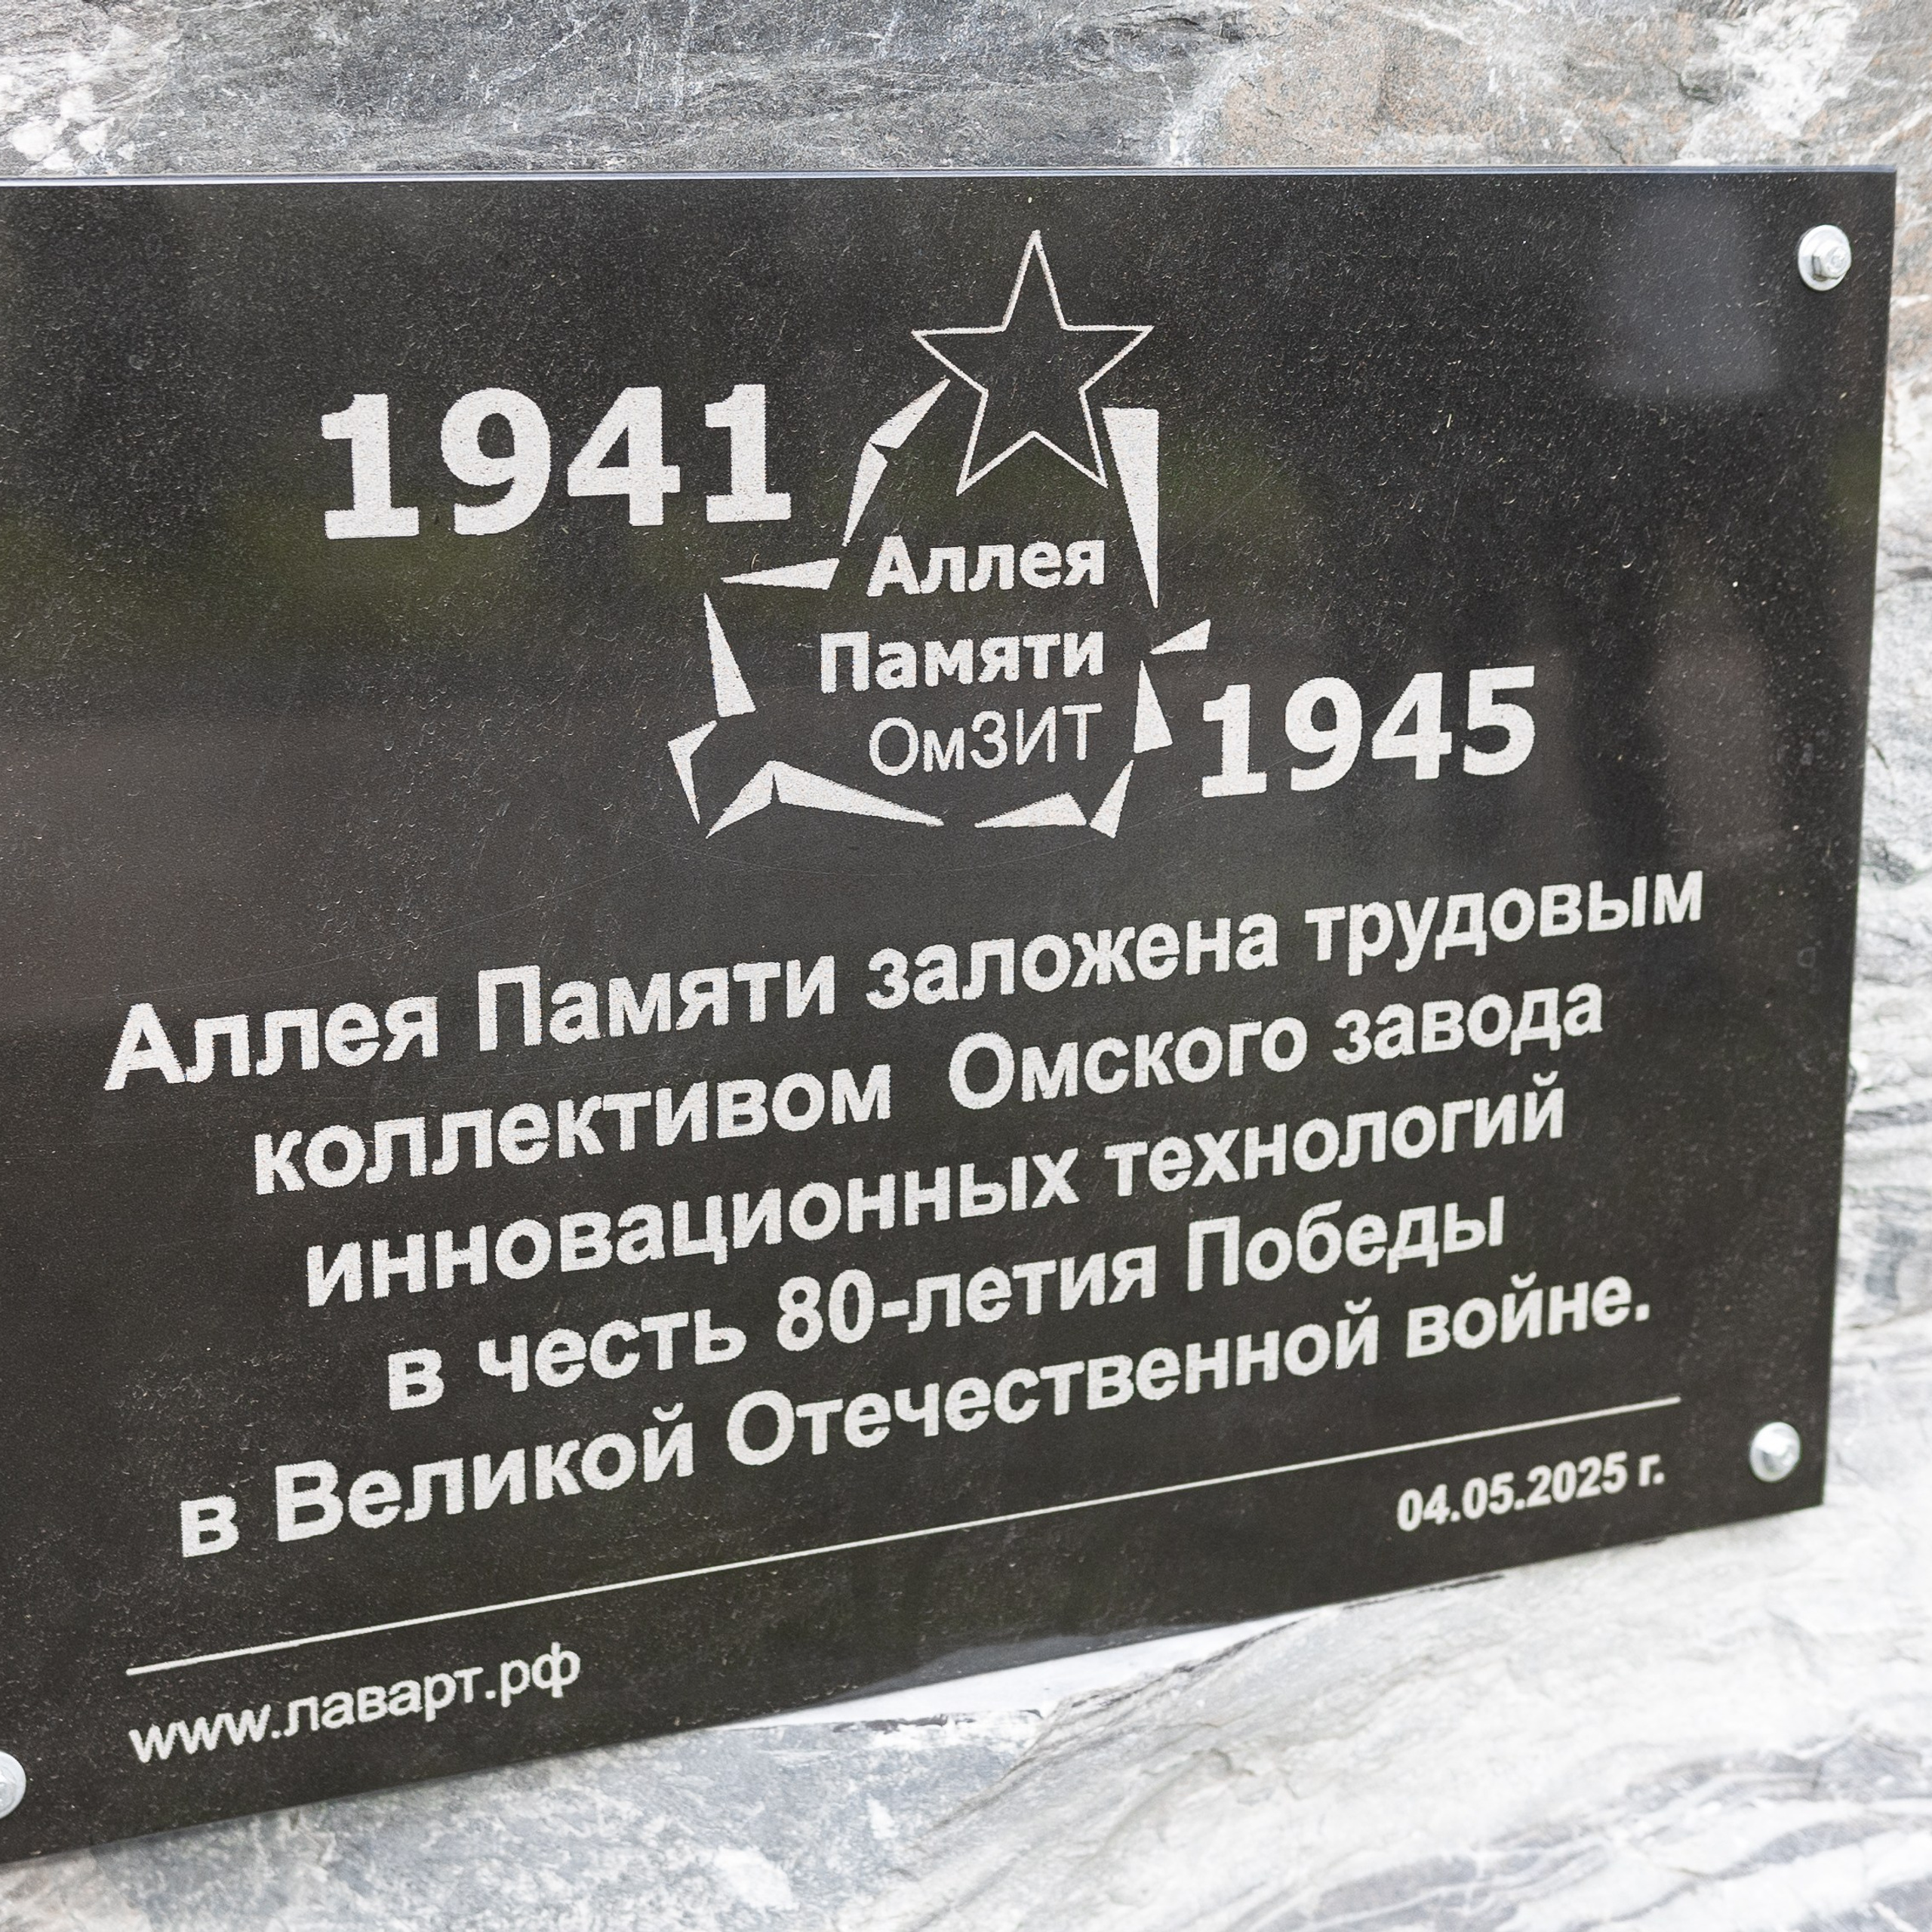 1941
Аллея
Памяти
ОмЗИТ
1945
Аллея Памяти заложена трудовым
коллективом Омского завода
инновационных технологий
в честь 80-летия Победы
в Великой Отечественной войне.
04.05.2025 г.
www.лаварт.рф